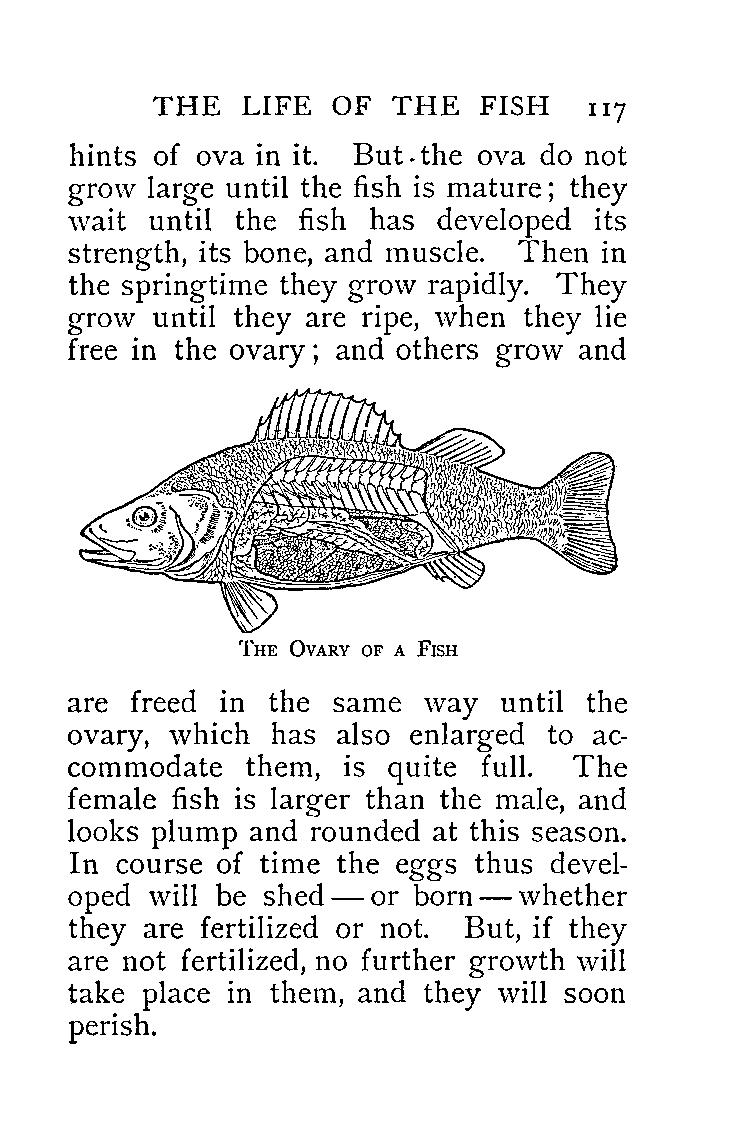 THE LIFE OF THE FISH 117
hints of ova in it. But the ova do not
grow large until the fish is mature; they
wait until the fish has developed its
strength, its bone, and muscle. Then in
the springtime they grow rapidly. They
grow until they are ripe, when they lie
free in the ovary; and others grow and
THE OVARY OF A FISH
are freed in the same way until the
ovary, which has also enlarged to ac-
commodate them, is quite full. The
female fish is larger than the male, and
looks plump and rounded at this season.
In course of time the eggs thus devel-
oped will be shed — or born — whether
they are fertilized or not. But, if they
are not fertilized, no further growth will
take place in them, and they will soon
perish.